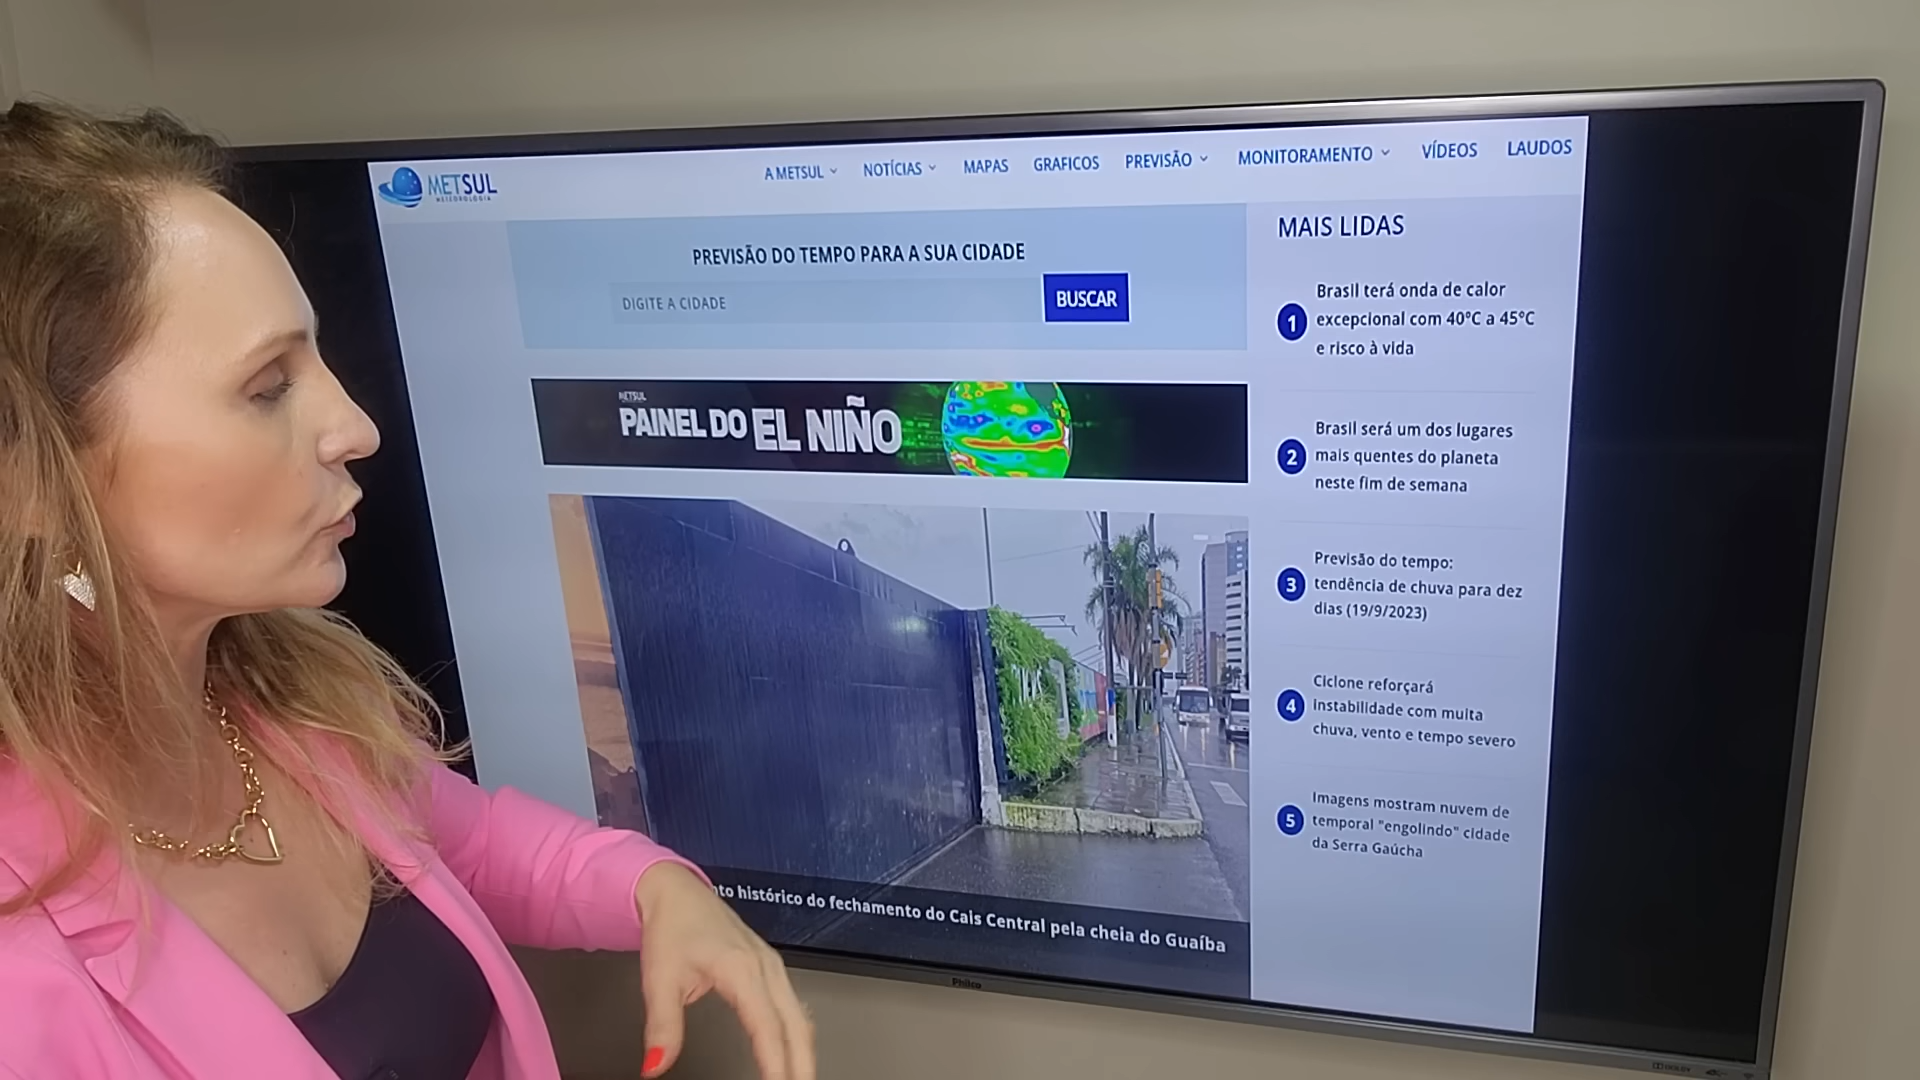 METSUL
METEOROLOGIA
A METSUL
NOTÍCIAS
MAPAS
GRAFICOS
PREVISÃO
MONITORAMENTO
VÍDEOS
LAUDOS
PREVISÃO DO TEMPO PARA A SUA CIDADE
DIGITE A CIDADE
BUSCAR
METSUL
PAINEL DO EL NIÑO
histórico do fechamento do Cais Central pela cheia do Guaíba
MAIS LIDAS
1
Brasil terá onda de calor
excepcional com 40ºC a 45ºC
e risco à vida
2
Brasil será um dos lugares
mais quentes do planeta
neste fim de semana
3
Previsão do tempo:
tendência de chuva para dez
dias (19/9/2023)
4
Ciclone reforçará
instabilidade com muita
chuva, vento e tempo severo
5
Imagens mostram nuvem de
temporal "engolindo" cidade
da Serra Gaúcha
Philco
DOLBY